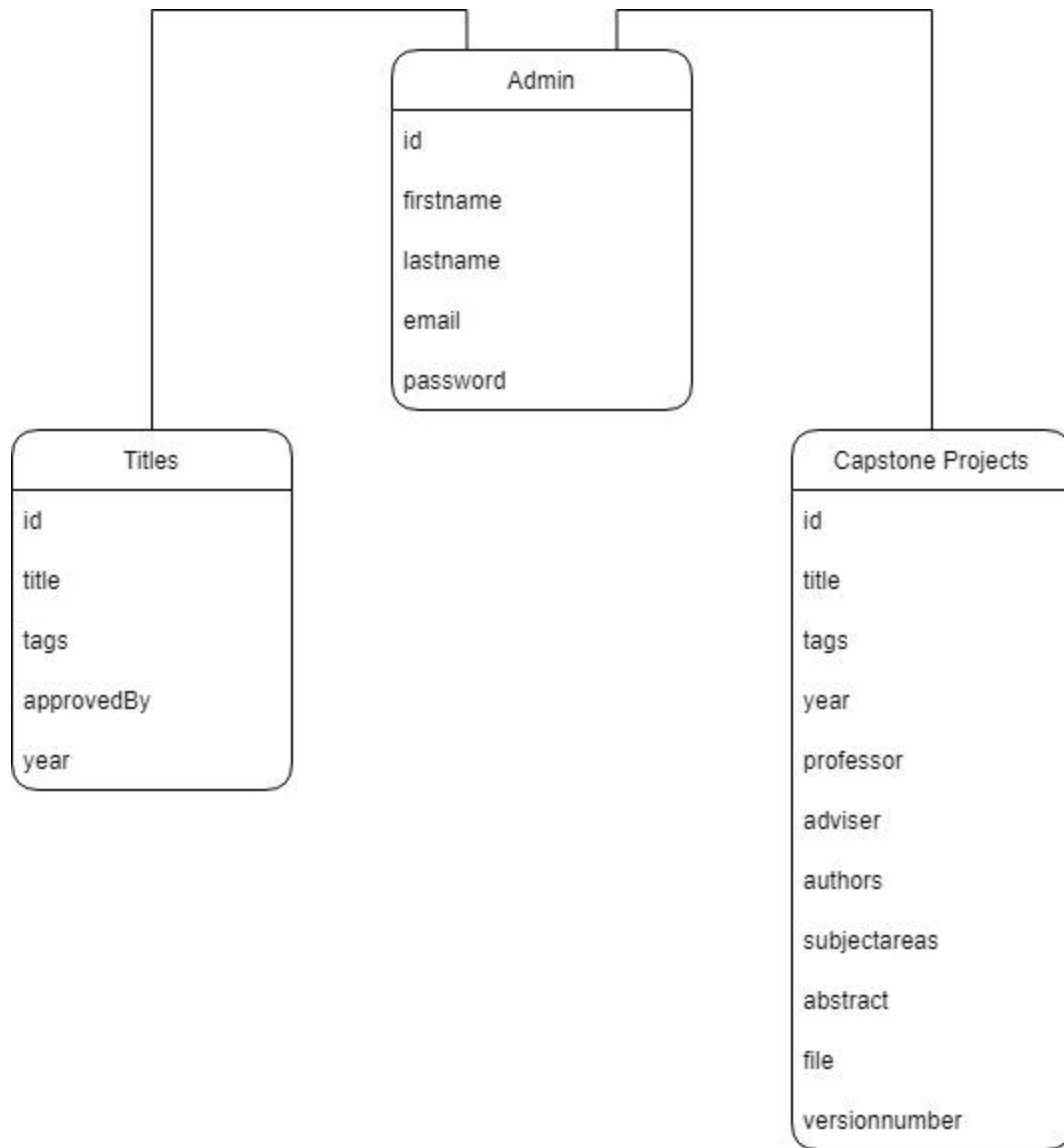 Admin
id
firstname
lastname
email
password
Titles
id
title
tags
approvedBy
year
Capstone Projects
id
title
tags
year
professor
adviser
authors
subjectareas
abstract
file
versionnumber